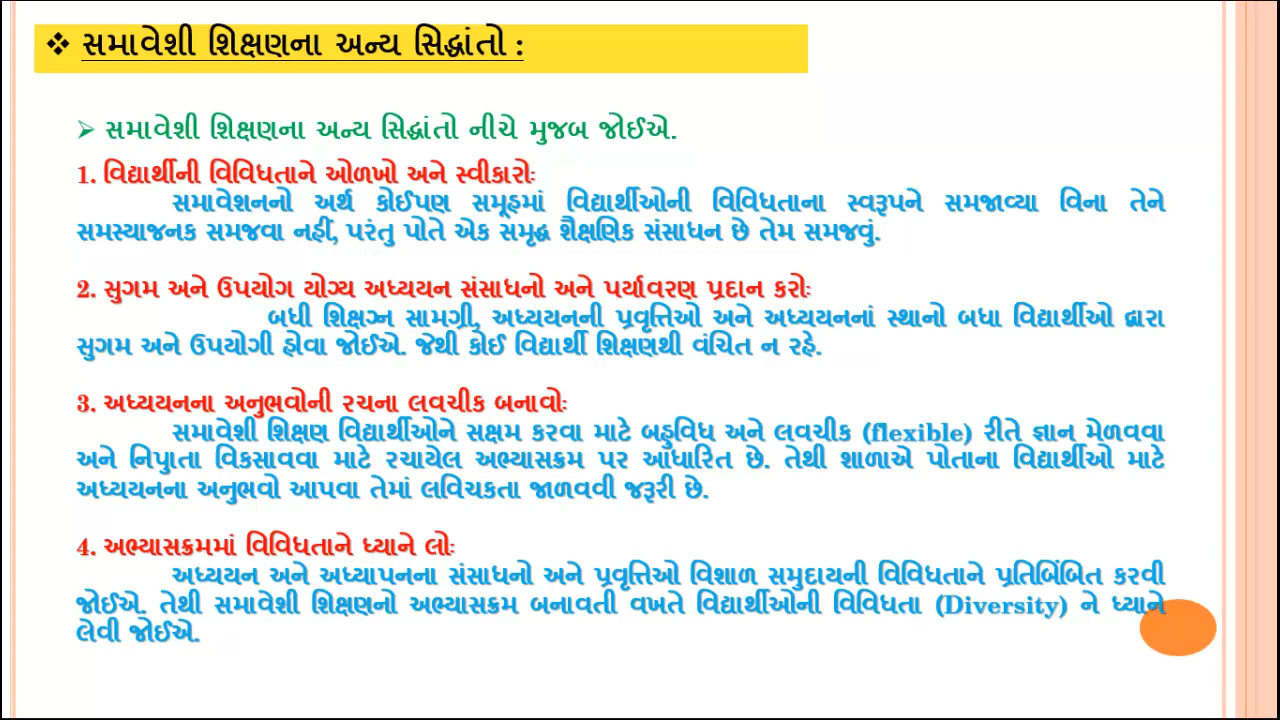 ❖ સમાવેશી શિક્ષણના અન્ય સિદ્ધાંતો :
➢ સમાવેશી શિક્ષણના અન્ય સિદ્ધાંતો નીચે મુજબ જોઈએ.
1. વિદ્યાર્થીની વિવિધતાને ઓળખો અને સ્વીકારોઃ
સમાવેશનનો અર્થ કોઈપણ સમૂહમાં વિદ્યાર્થીઓની વિવિધતાના સ્વરૂપને સમજાવ્યા વિના તેને
સમસ્યાજનક સમજવા નહીં, પરંતુ પોતે એક સમૃદ્ધ શૈક્ષણિક સંસાધન છે તેમ સમજવું.
2. સુગમ અને ઉપયોગ યોગ્ય અધ્યયન સંસાધનો અને પર્યાવરણ પ્રદાન કરોઃ
બધી શિક્ષગ્ન સામગ્રી, અધ્યયનની પ્રવૃત્તિઓ અને અધ્યયનનાં સ્થાનો બધા વિદ્યાર્થીઓ દ્વારા
સુગમ અને ઉપયોગી હોવા જોઈએ. જેથી કોઈ વિદ્યાર્થી શિક્ષણથી વંચિત ન રહે.
3. અધ્યયનના અનુભવોની રચના લવચીક બનાવોઃ
સમાવેશી શિક્ષણ વિદ્યાર્થીઓને સક્ષમ કરવા માટે બહુવિધ અને લવચીક (flexible) રીતે જ્ઞાન મેળવવા
અને નિપુાતા વિકસાવવા માટે રચાયેલ અભ્યાસક્રમ પર આધારિત છે. તેથી શાળાએ પોતાના વિદ્યાર્થીઓ માટે
અધ્યયનના અનુભવો આપવા તેમાં લવિચકતા જાળવવી જરૂરી છે.
4. અભ્યાસક્રમમાં વિવિધતાને ધ્યાને લોઃ
અધ્યયન અને અધ્યાપનના સંસાધનો અને પ્રવૃત્તિઓ વિશાળ સમુદાયની વિવિધતાને પ્રતિબિંબિત કરવી
જોઈએ. તેથી સમાવેશી શિક્ષણનો અભ્યાસક્રમ બનાવતી વખતે વિદ્યાર્થીઓની વિવિધતા (Diversity) ને ધ્યાને
લેવી જોઈએ.